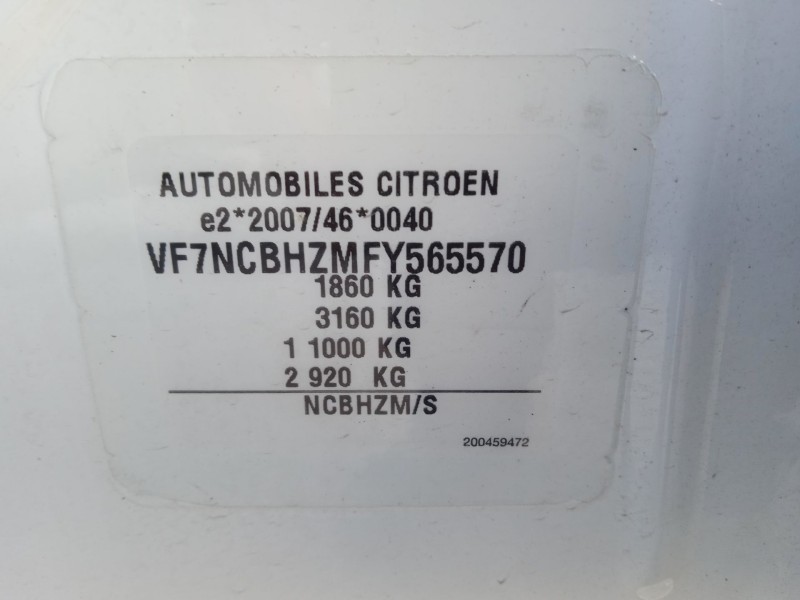 AUTOMOBILES CITROEN
e2*2007/46*0040
VF7NCBHZMFY565570
1860 KG
3160 KG
1 1000 KG
2 920 KG
NCBHZM/S
200459472